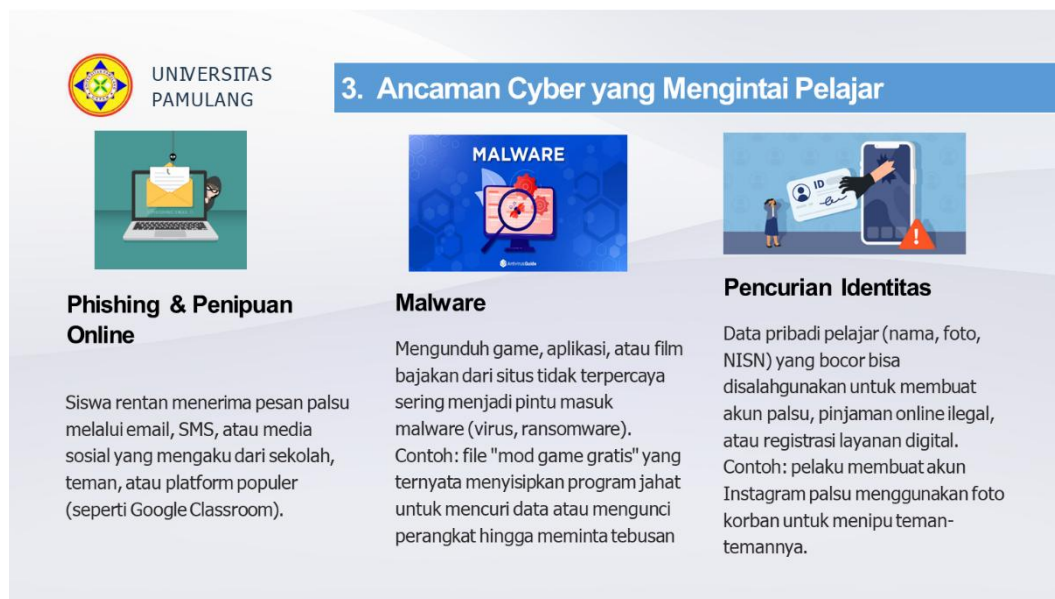 UNIVERSITAS
PAMULANG
3. Ancaman Cyber yang Mengintai Pelajar
MALWARE
AntivirusGuide
ID
Phishing & Penipuan
Online
Siswa rentan menerima pesan palsu
melalui email, SMS, atau media
sosial yang mengaku dari sekolah,
teman, atau platform populer
(seperti Google Classroom).
Malware
Mengunduh game, aplikasi, atau film
bajakan dari situs tidak terpercaya
sering menjadi pintu masuk
malware (virus, ransomware).
Contoh: file "mod game gratis" yang
ternyata menyisipkan program jahat
untuk mencuri data atau mengunci
perangkat hingga meminta tebusan
Pencurian Identitas
Data pribadi pelajar (nama, foto,
NISN) yang bocor bisa
disalahgunakan untuk membuat
akun palsu, pinjaman online ilegal,
atau registrasi layanan digital.
Contoh: pelaku membuat akun
Instagram palsu menggunakan foto
korban untuk menipu teman-
temannya.